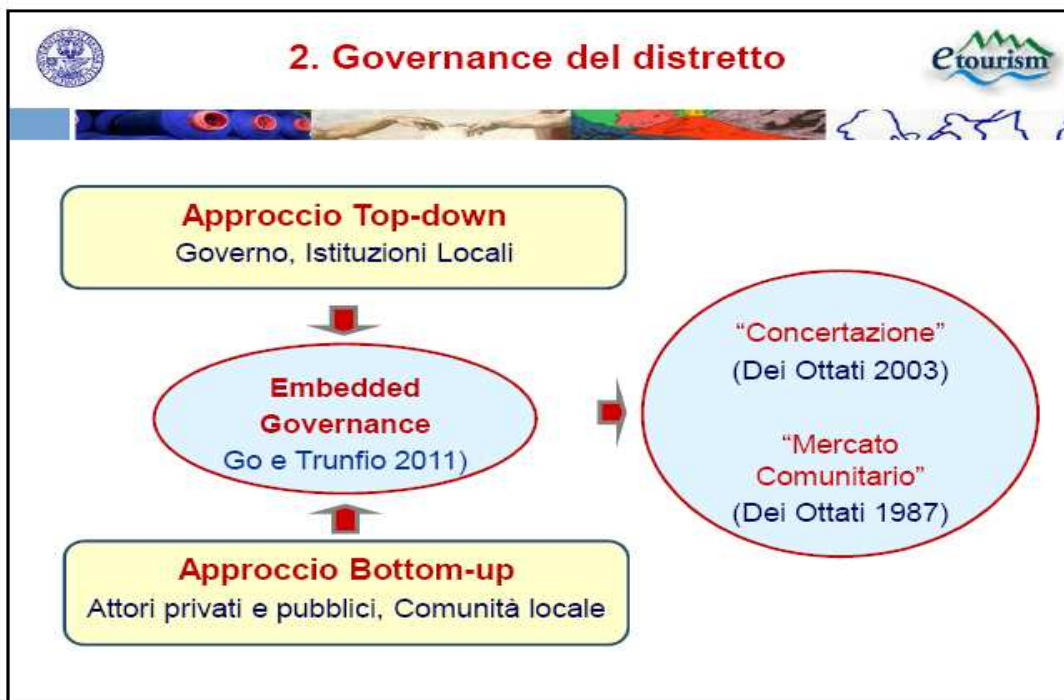 2. Governance del distretto
etourism
Approccio Top-down
Governo, Istituzioni Locali
Embedded
Governance
Go e Trunfio 2011)
Approccio Bottom-up
Attori privati e pubblici, Comunità locale
“Concertazione”
(Dei Ottati 2003)
“Mercato
Comunitario”
(Dei Ottati 1987)